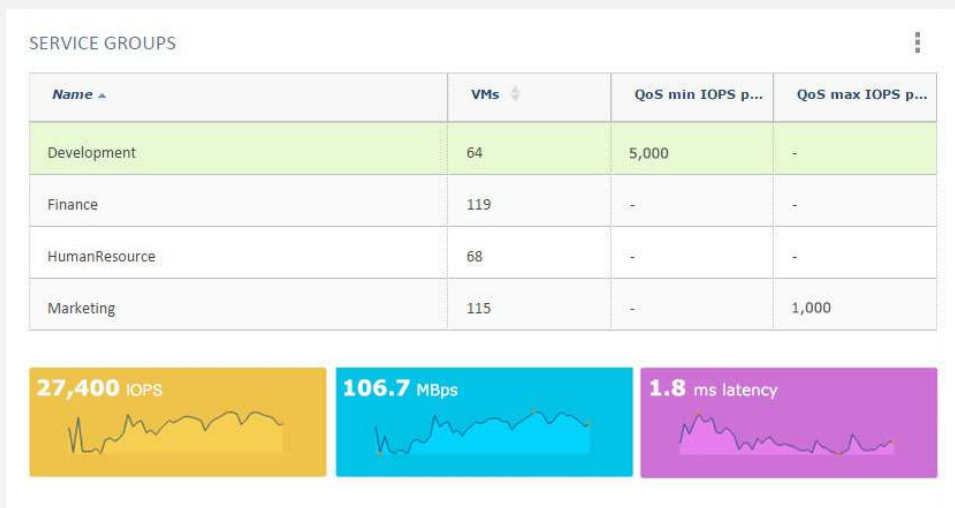 SERVICE GROUPS
Name VMs QoS min IOPS p... QoS max IOPS p...
Development 64 5,000 -
Finance 119 - -
HumanResource 68 - -
Marketing 115 - 1,000
27,400 IOPS 106.7 MBps 1.8 ms latency